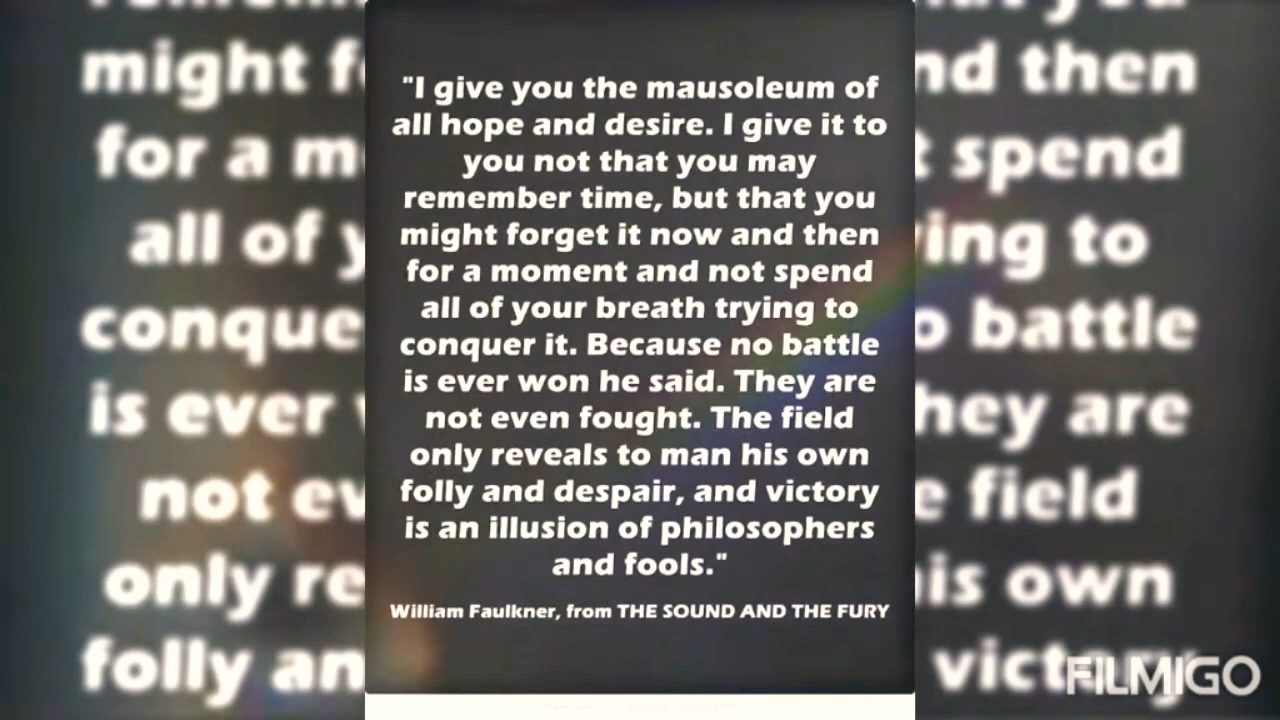 "I give you the mausoleum of
all hope and desire. I give it to
you not that you may
remember time, but that you
might forget it now and then
for a moment and not spend
all of your breath trying to
conquer it. Because no battle
is ever won he said. They are
not even fought. The field
only reveals to man his own
folly and despair, and victory
is an illusion of philosophers
and fools."
William Faulkner, from THE SOUND AND THE FURY
FILMIGO